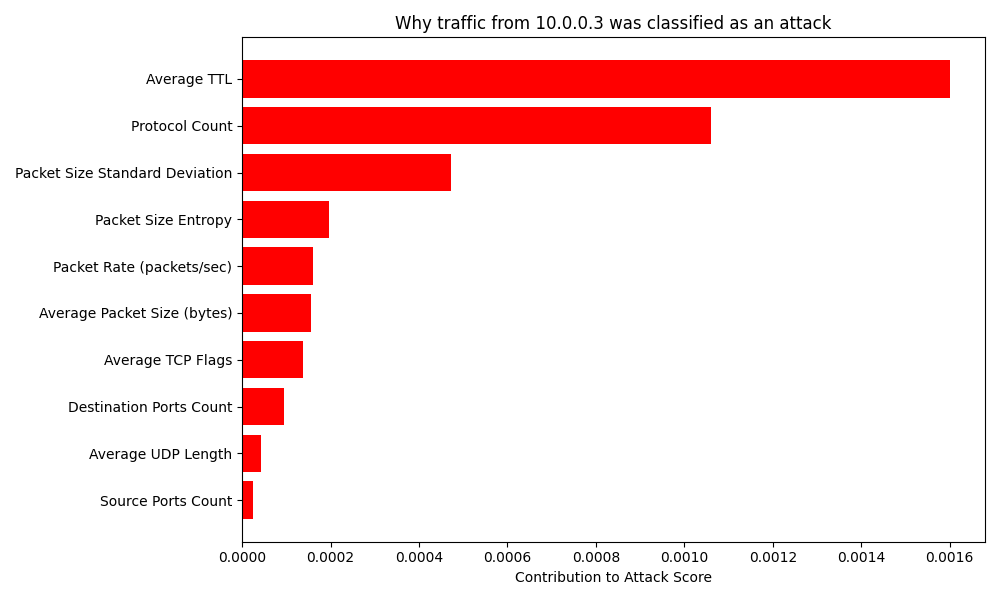 Why traffic from 10.0.0.3 was classified as an attack
Average TTL
Protocol Count
Packet Size Standard Deviation
Packet Size Entropy
Packet Rate (packets/sec)
Average Packet Size (bytes)
Average TCP Flags
Destination Ports Count
Average UDP Length
Source Ports Count
0.0000 0.0002 0.0004 0.0006 0.0008 0.0010 0.0012 0.0014 0.0016
Contribution to Attack Score